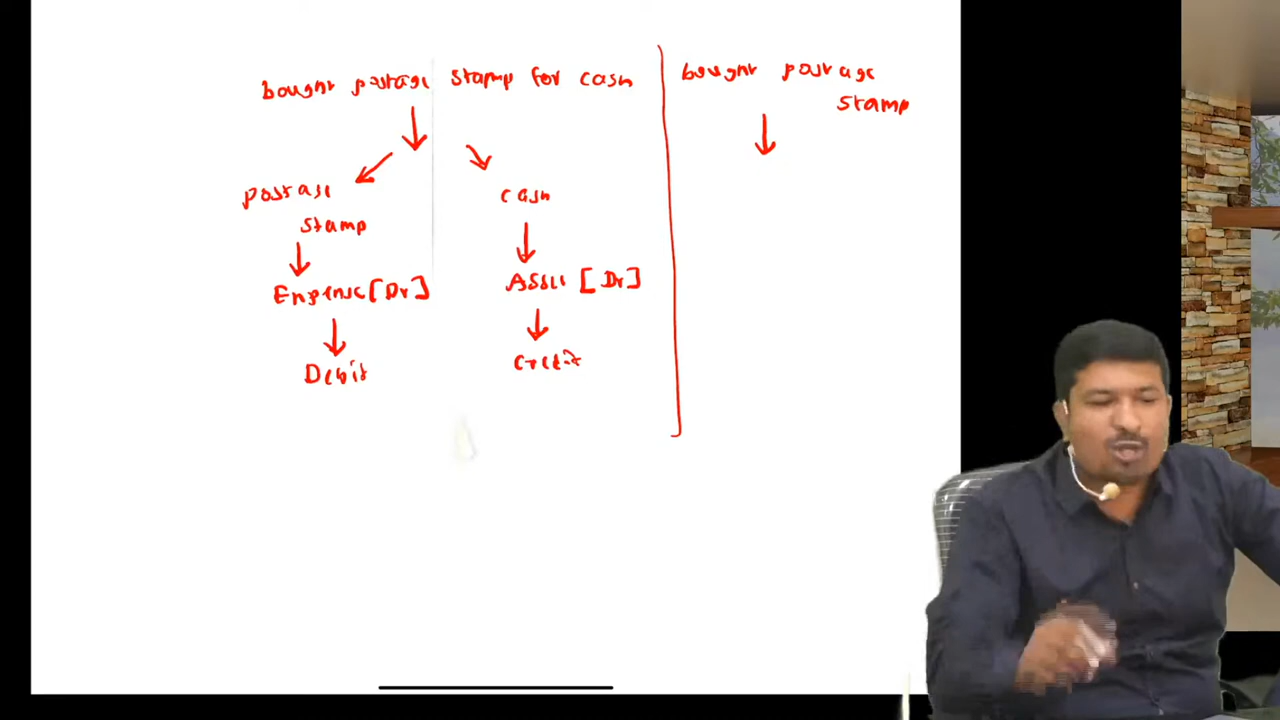 bought postage stamp for cash
postage
stamp
Expense [Dr]
Debit
cash
Asset [Dr]
Credit
bought postage
stamp